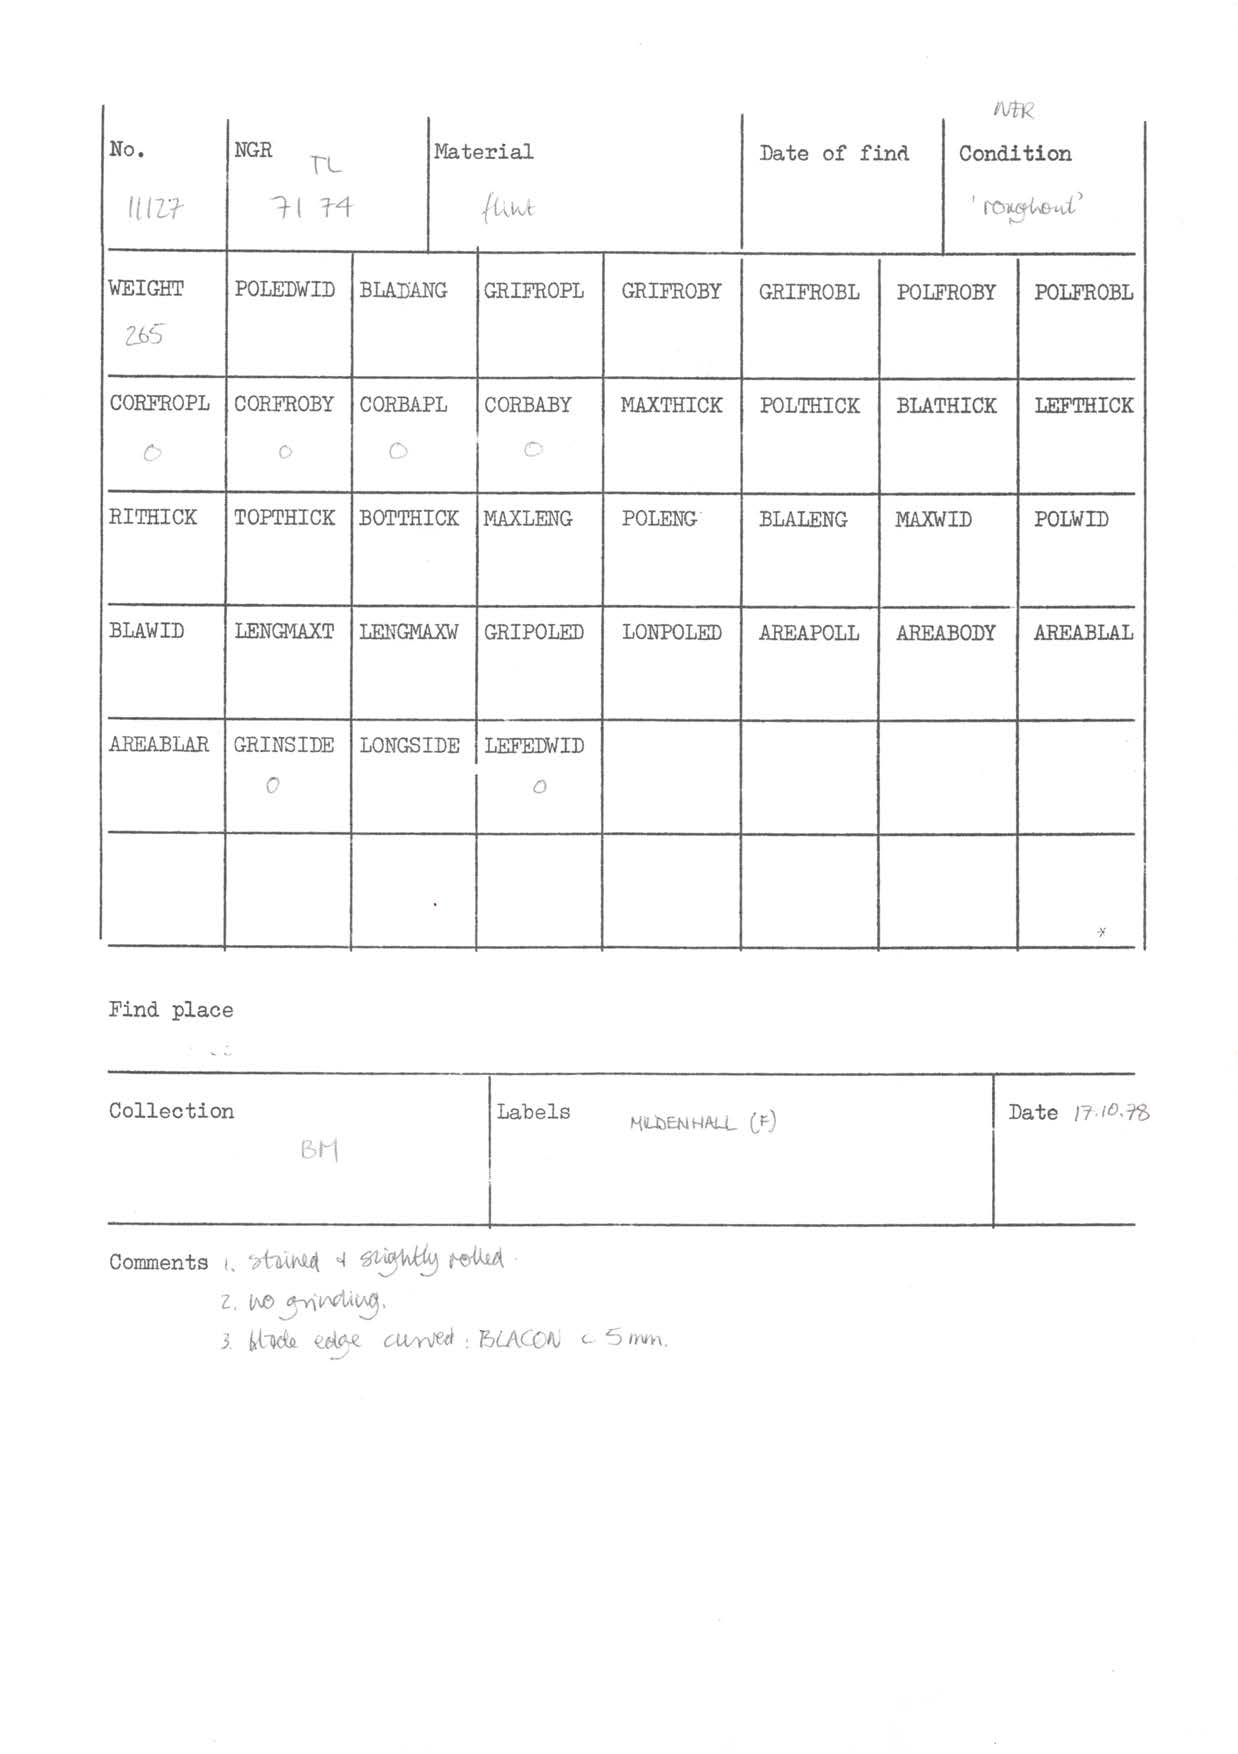 NFR
No. NGR TL Material Date of find Condition
11127 71 74 flint 'roughout'
WEIGHT POLEDWID BLADANG GRIFROPL GRIFROBY GRIFROBL POLFROBY POLFROBL
265
CORFROPL CORFROBY CORBAPL CORBABY MAXTHICK POLTHICK BLATHICK LEFTHICK
0 0 0 0
RITHICK TOPTHICK BOTTHICK MAXLENG POLENG BLALENG MAXWID POLWID
BLAWID LENGMAXT LENGMAXW GRIPOLED LONPOLED AREAPOLL AREABODY AREABLAL
AREABLAR GRINSIDE LONGSIDE LEFEDWID
0 0
Find place
Collection Labels MILDENHALL (F) Date 17.10.78
BM
Comments 1. stained + slightly rolled.
2. no grinding.
3. blade edge curved : BLACON c 5mm.